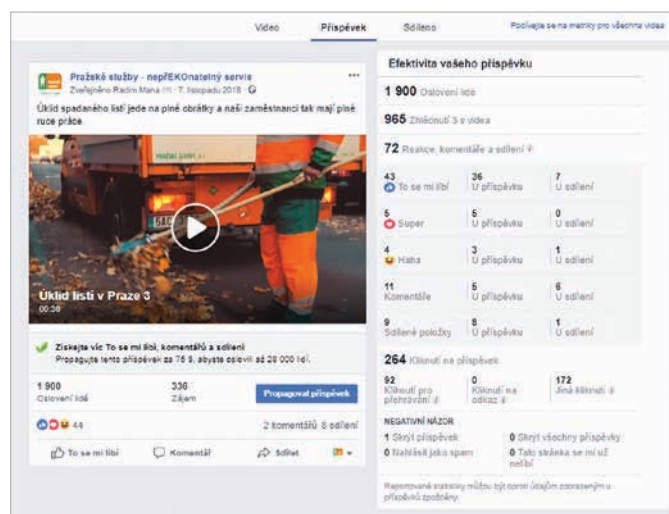 Video
Příspěvek
Sdíleno
Podívejte se na metriky pro všechna videa
Pražské služby - nepřEKOnatelný servis
Zveřejněno Radim Mana · 7. listopadu 2018 ·
Úklid spadaného listí jede na plné obrátky a naši zaměstnanci tak mají plné
ruce práce.
Úklid listí v Praze 3
00:38
Získejte víc To se mi líbí, komentářů a sdílení
Propagujte tento příspěvek za 75 $, abyste oslovili až 28 000 lidí.
1 900
Oslovení lidé
336
Zájem
Propagovat příspěvek
44
2 komentářů 8 sdílení
To se mi líbí
Komentář
Sdílet
Efektivita vašeho příspěvku
1 900 Oslovení lidé
965 Zhlédnutí 3 s videa
72 Reakce, komentáře a sdílení
43
To se mi líbí
36
U příspěvku
7
U sdílení
5
Super
5
U příspěvku
0
U sdílení
4
Haha
3
U příspěvku
1
U sdílení
11
Komentáře
5
U příspěvku
6
U sdílení
9
Sdílené položky
8
U příspěvku
1
U sdílení
264 Kliknutí na příspěvek
92
Kliknutí pro
přehrávání
0
Kliknutí na
odkaz
172
Jiná kliknutí
NEGATIVNÍ NÁZOR
1 Skrýt příspěvek
0 Skrýt všechny příspěvky
0 Nahlásit jako spam
0 Tato stránka se mi už
nelíbí
Reportované statistiky můžou být oproti údajům zobrazeným u
příspěvků zpožděny.